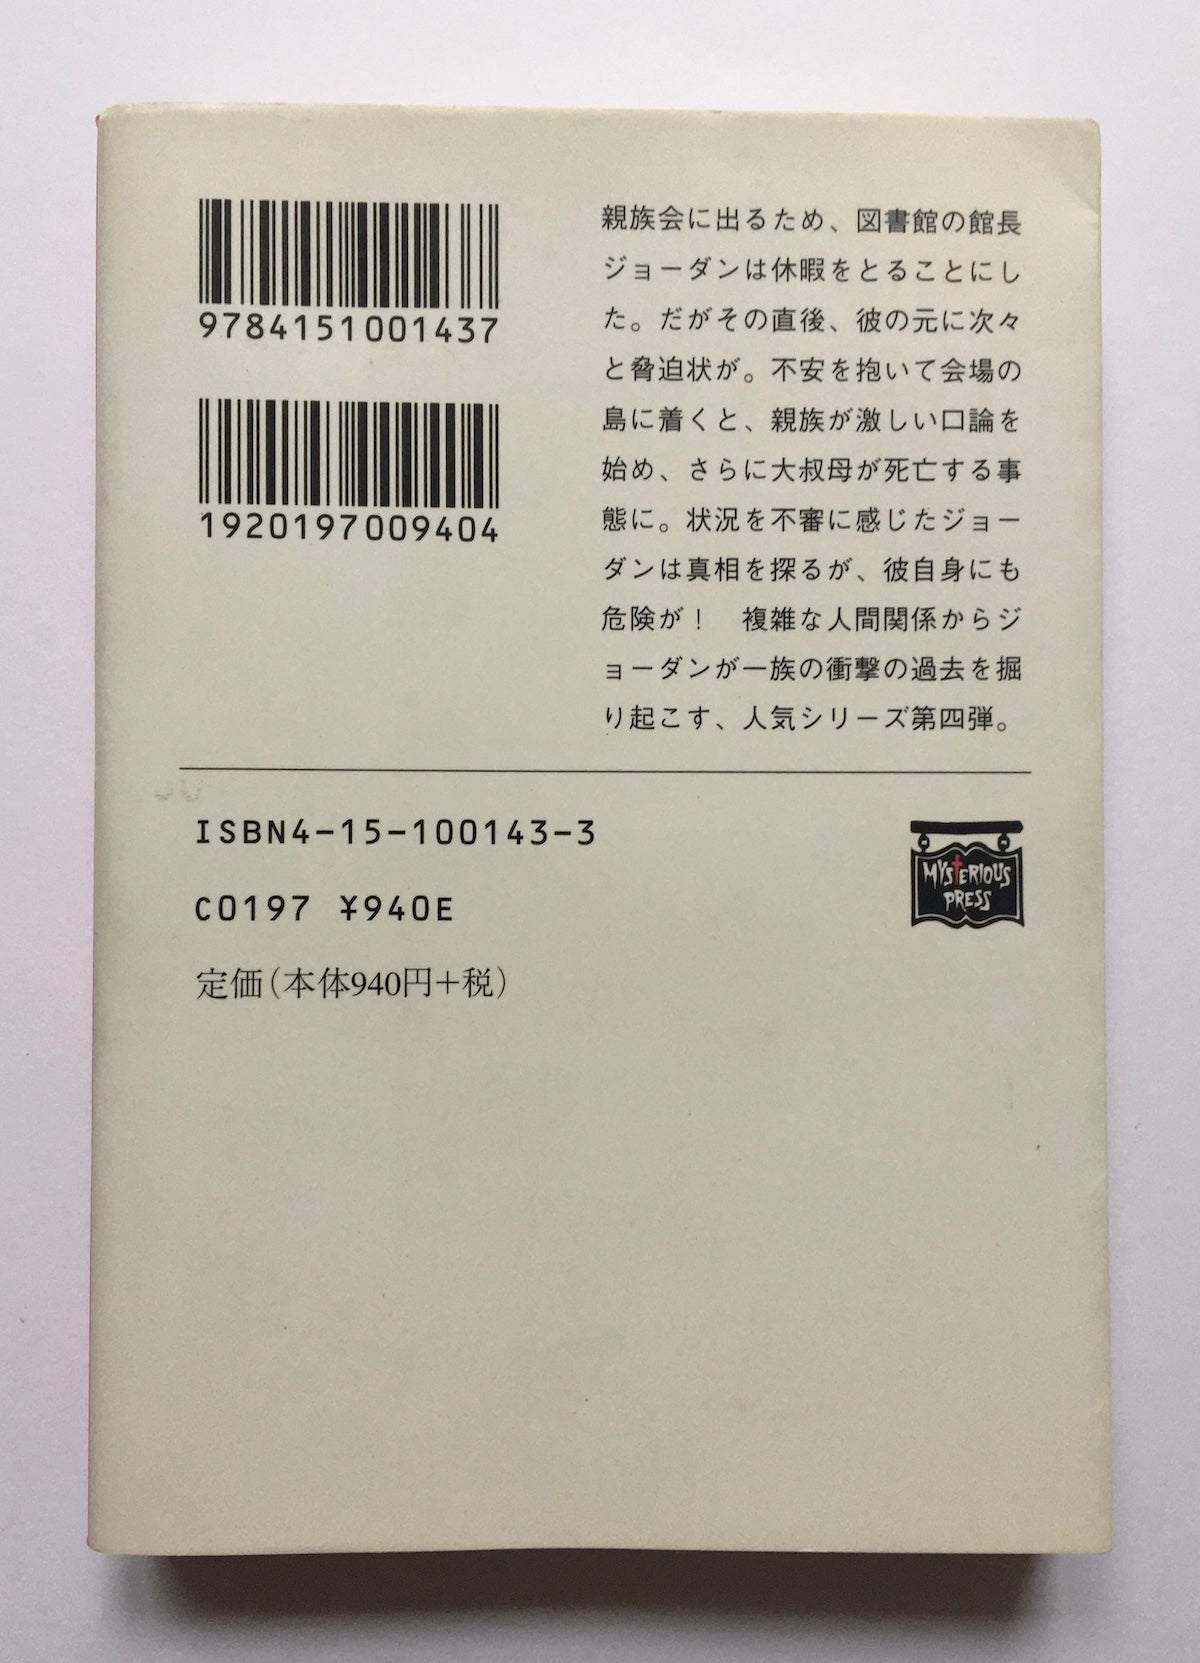 9784151001437
1920197009404
親族会に出るため、図書館の館長
ジョーダンは休暇をとることにし
た。だがその直後、彼の元に次々
と脅迫状が。不安を抱いて会場の
島に着くと、親族が激しい口論を
始め、さらに大叔母が死亡する事
態に。状況を不審に感じたジョー
ダンは真相を探るが、彼自身にも
危険が！　複雑な人間関係からジ
ョーダンが一族の衝撃の過去を掘
り起こす、人気シリーズ第四弾。
ISBN4-15-100143-3
C0197 ¥940E
定価(本体940円+税)
MYSTERIOUS
PRESS